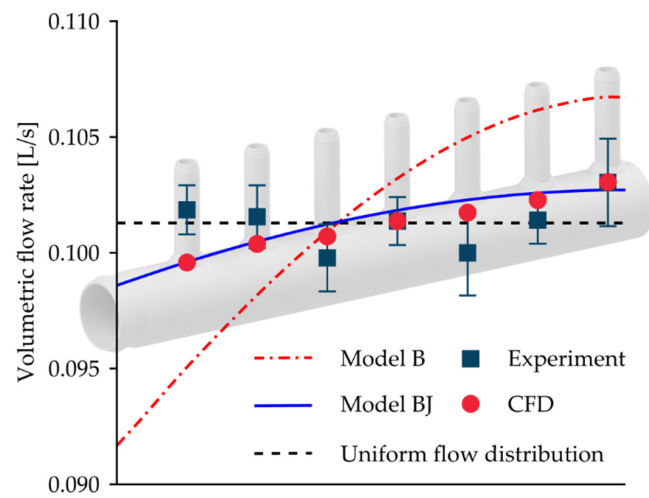 0.110
0.105
0.100
0.095
0.090
Volumetric flow rate [L/s]
Model B
Experiment
Model BJ
CFD
Uniform flow distribution